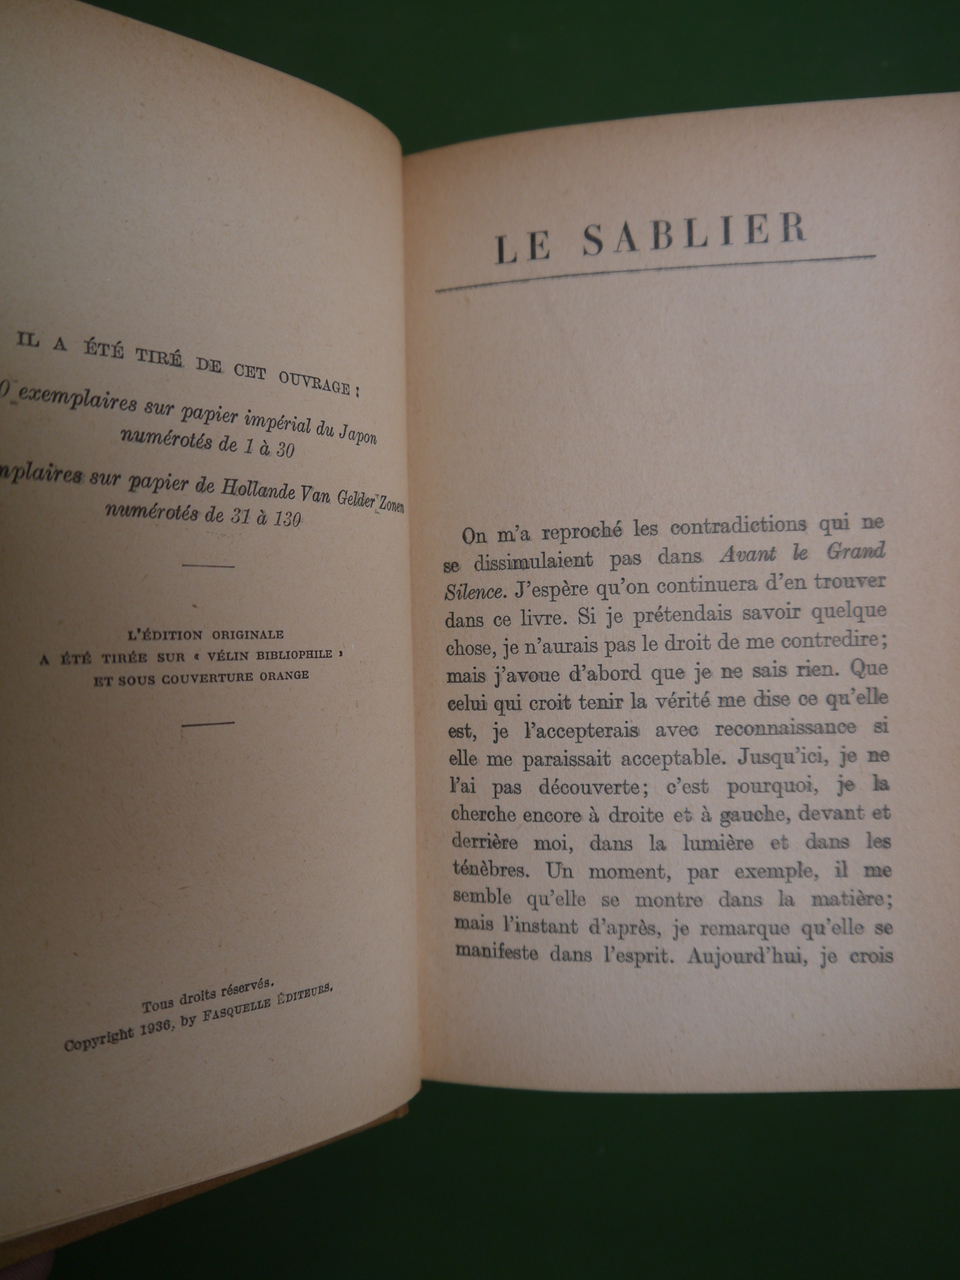 IL A ÉTÉ TIRÉ DE CET OUVRAGE :
exemplaires sur papier impérial du Japon
numérotés de 1 à 30
sur papier de Hollande Van Gelder Zonen
numérotés de 31 à 130
L'ÉDITION ORIGINALE
A ÉTÉ TIRÉE SUR « VÉLIN BIBLIOPHILE »
ET SOUS COUVERTURE ORANGE
Tous droits réservés.
Copyright 1936, by FASQUELLE ÉDITEURS.
LE SABLIER
On m'a reproché les contradictions qui ne
se dissimulaient pas dans Avant le Grand
Silence. J'espère qu'on continuera d'en trouver
dans ce livre. Si je prétendais savoir quelque
chose, je n'aurais pas le droit de me contredire;
mais j'avoue d'abord que je ne sais rien. Que
celui qui croit tenir la vérité me dise ce qu'elle
est, je l'accepterais avec reconnaissance si
elle me paraissait acceptable. Jusqu'ici, je ne
l'ai pas découverte; c'est pourquoi, je la
cherche encore à droite et à gauche, devant et
derrière moi, dans la lumière et dans les
ténèbres. Un moment, par exemple, il me
semble qu'elle se montre dans la matière;
mais l'instant d'après, je remarque qu'elle se
manifeste dans l'esprit. Aujourd'hui, je crois